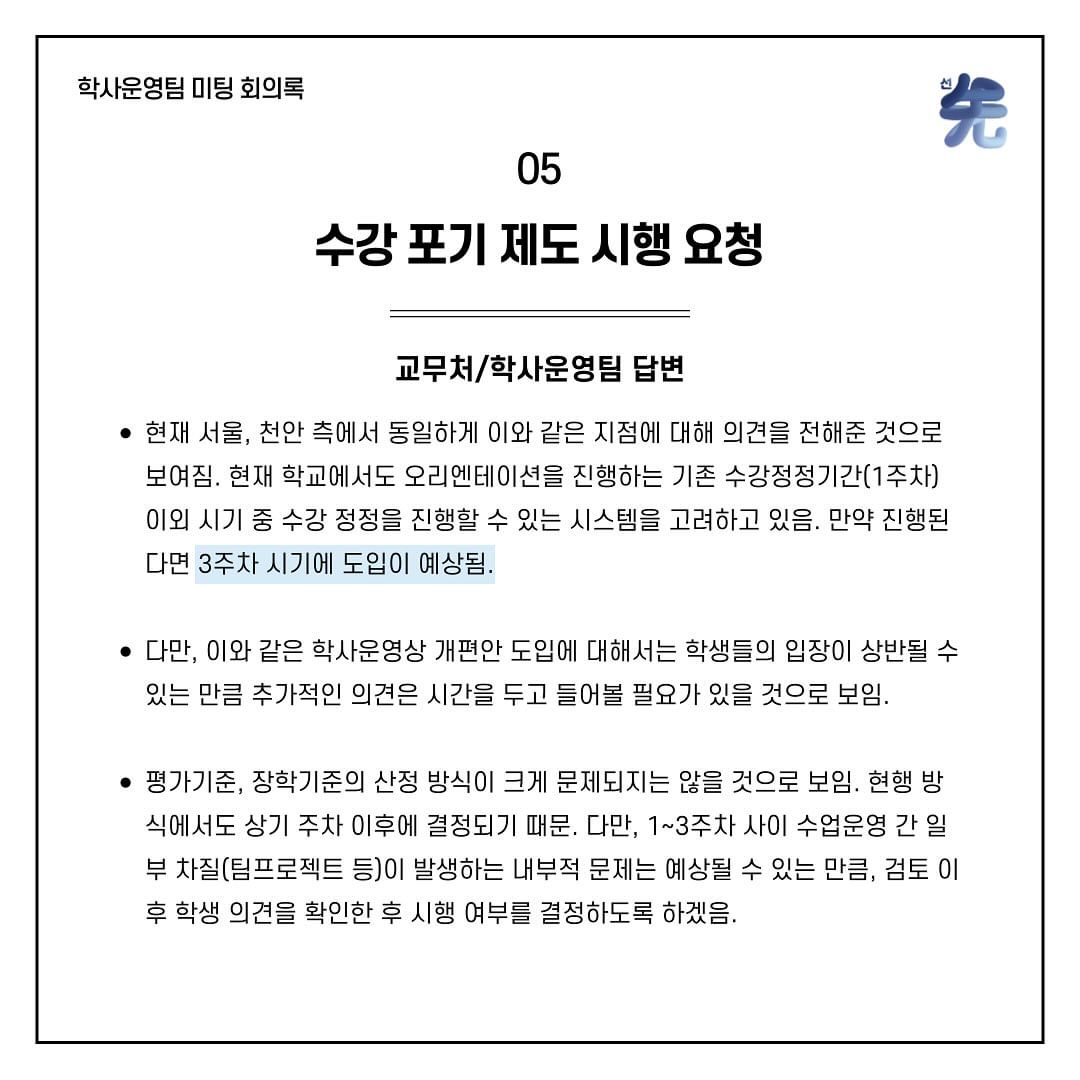 학사운영팀 미팅 회의록
선
先
05
수강 포기 제도 시행 요청
교무처/학사운영팀 답변
• 현재 서울, 천안 측에서 동일하게 이와 같은 지점에 대해 의견을 전해준 것으로
보여짐. 현재 학교에서도 오리엔테이션을 진행하는 기존 수강정정기간(1주차)
이외 시기 중 수강 정정을 진행할 수 있는 시스템을 고려하고 있음. 만약 진행된
다면 3주차 시기에 도입이 예상됨.
• 다만, 이와 같은 학사운영상 개편안 도입에 대해서는 학생들의 입장이 상반될 수
있는 만큼 추가적인 의견은 시간을 두고 들어볼 필요가 있을 것으로 보임.
• 평가기준, 장학기준의 산정 방식이 크게 문제되지는 않을 것으로 보임. 현행 방
식에서도 상기 주차 이후에 결정되기 때문. 다만, 1~3주차 사이 수업운영 간 일
부 차질(팀프로젝트 등)이 발생하는 내부적 문제는 예상될 수 있는 만큼, 검토 이
후 학생 의견을 확인한 후 시행 여부를 결정하도록 하겠음.